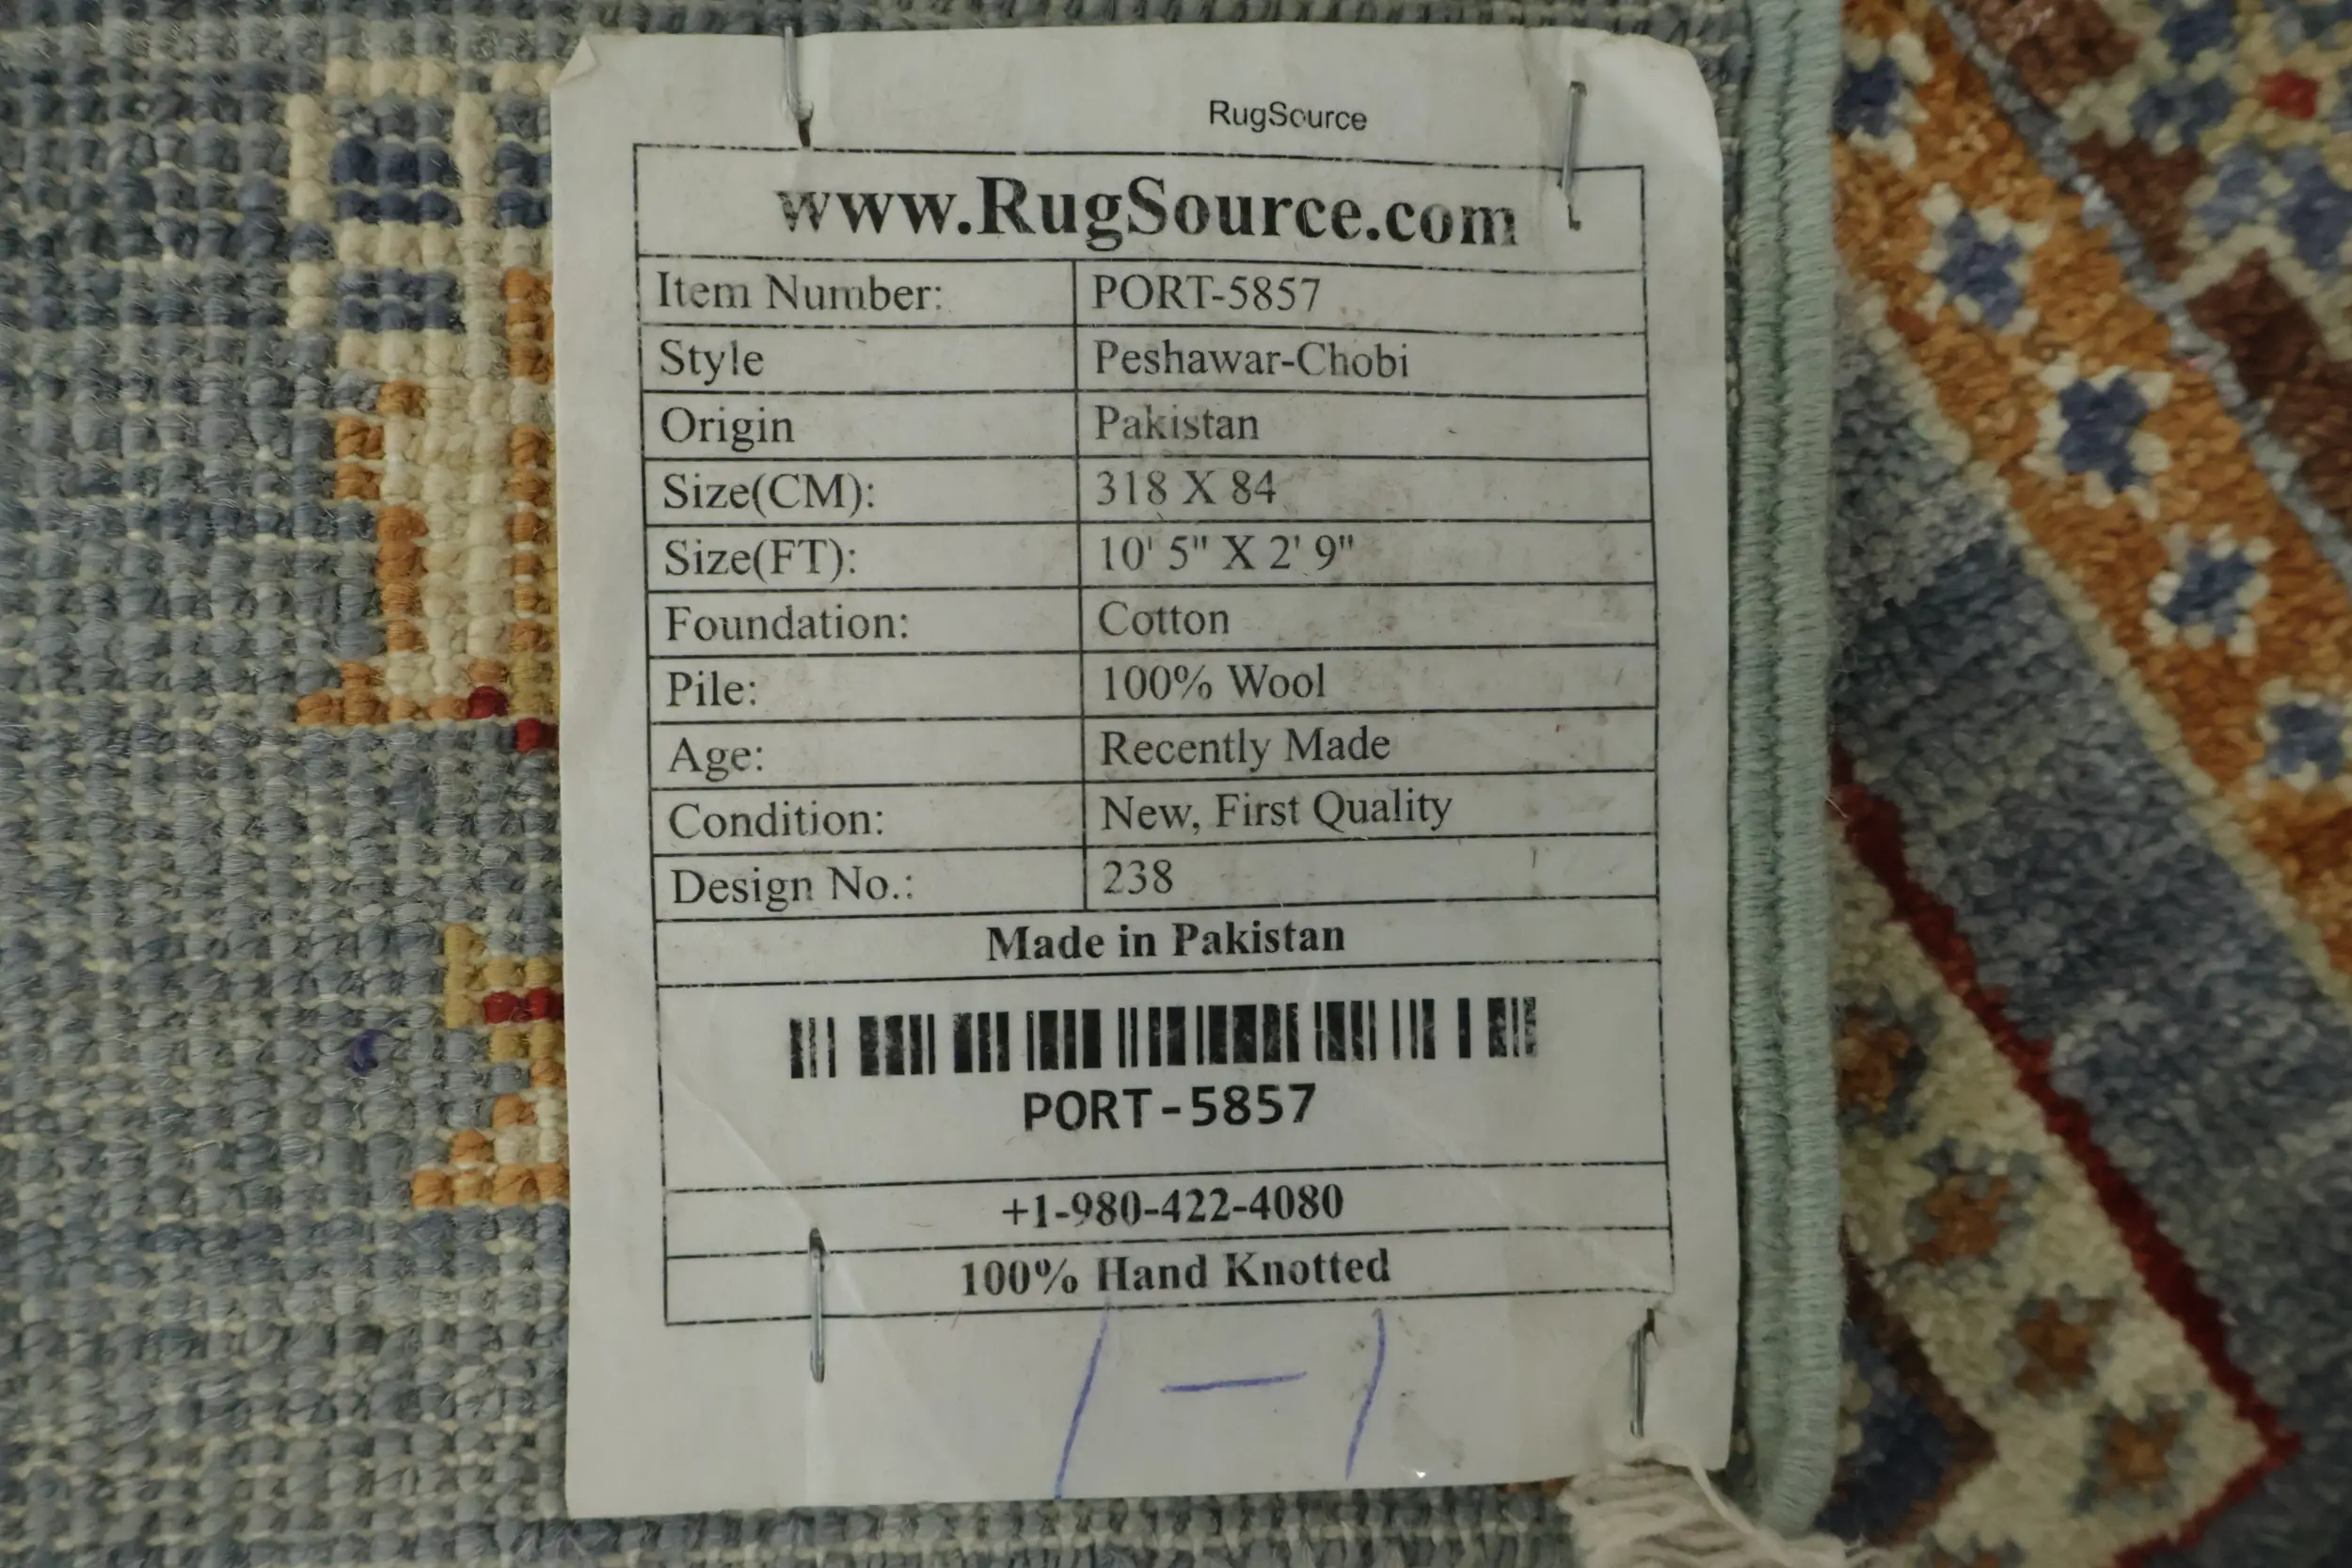 RugSource
www.RugSource.com
Item Number: PORT-5857
Style Peshawar-Chobi
Origin Pakistan
Size(CM): 318 X 84
Size(FT): 10' 5" X 2' 9"
Foundation: Cotton
Pile: 100% Wool
Age: Recently Made
Condition: New, First Quality
Design No.: 238
Made in Pakistan
PORT-5857
+1-980-422-4080
100% Hand Knotted
1-1